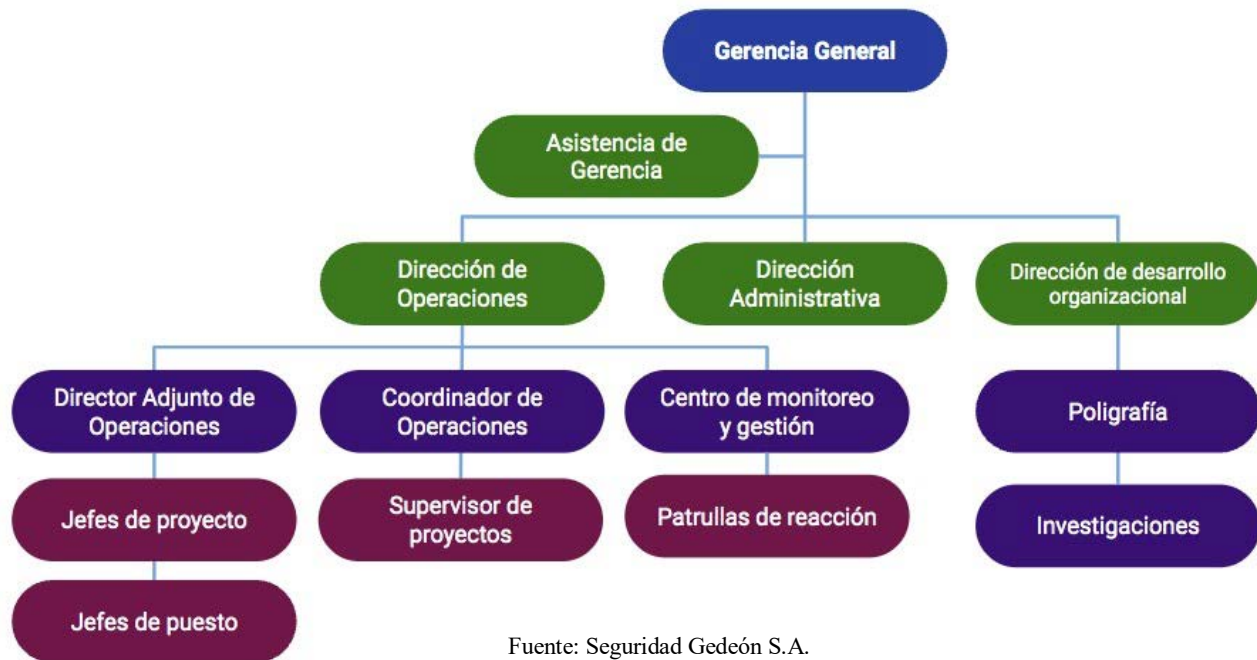 Gerencia General
Asistencia de
Gerencia
Dirección de
Operaciones
Dirección
Administrativa
Dirección de desarrollo
organizacional
Director Adjunto de
Operaciones
Coordinador de
Operaciones
Centro de monitoreo
y gestión
Poligrafía
Jefes de proyecto
Supervisor de
proyectos
Patrullas de reacción
Investigaciones
Jefes de puesto
Fuente: Seguridad Gedeón S.A.